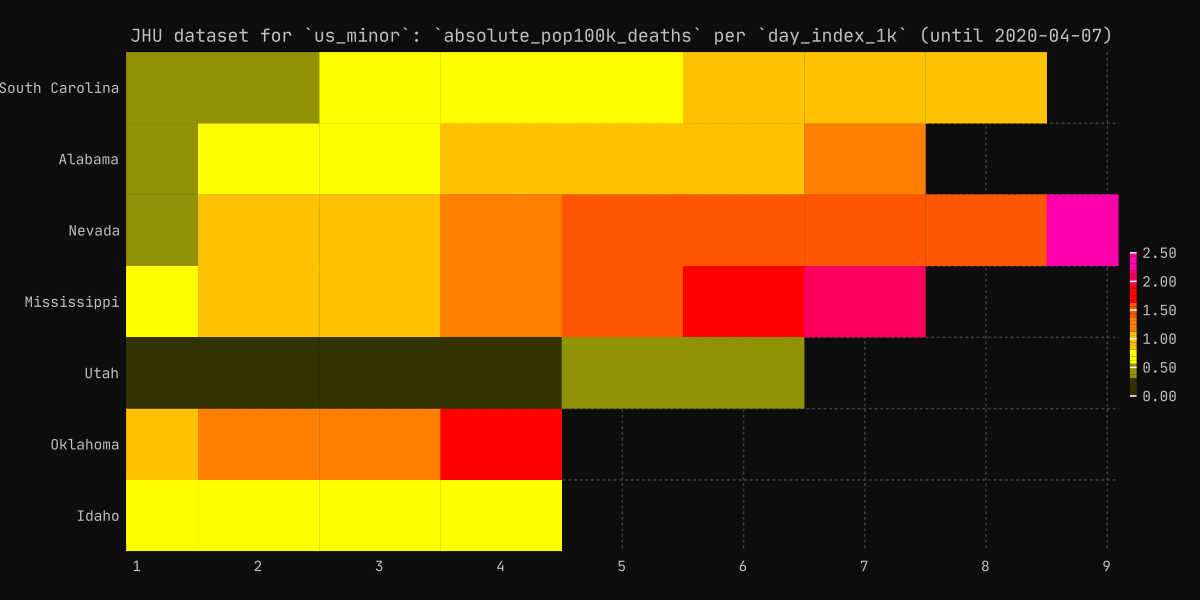 JHU dataset for `us_minor`: `absolute_pop100k_deaths` per `day_index_1k` (until 2020-04-07)
South Carolina
Alabama
Nevada
Mississippi
Utah
Oklahoma
Idaho
1 2 3 4 5 6 7 8 9
2.50
2.00
1.50
1.00
0.50
0.00